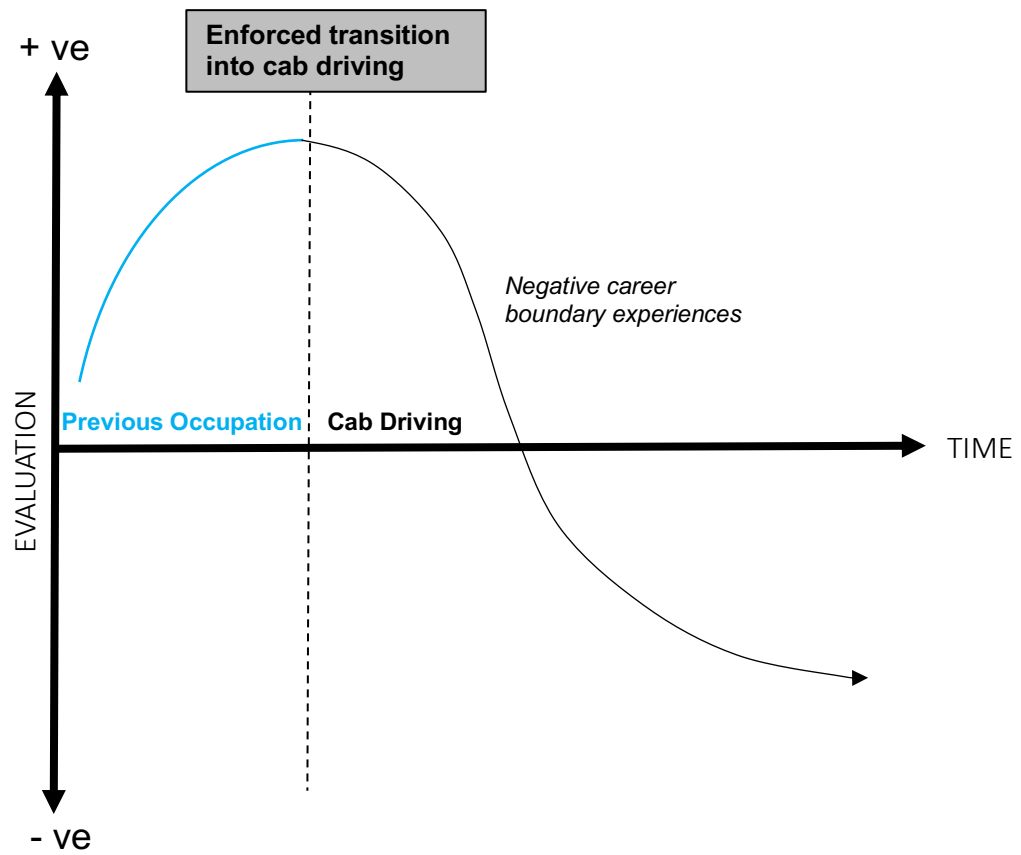 Enforced transition
into cab driving
+ ve
Negative career
boundary experiences
Previous Occupation
Cab Driving
TIME
EVALUATION
- ve